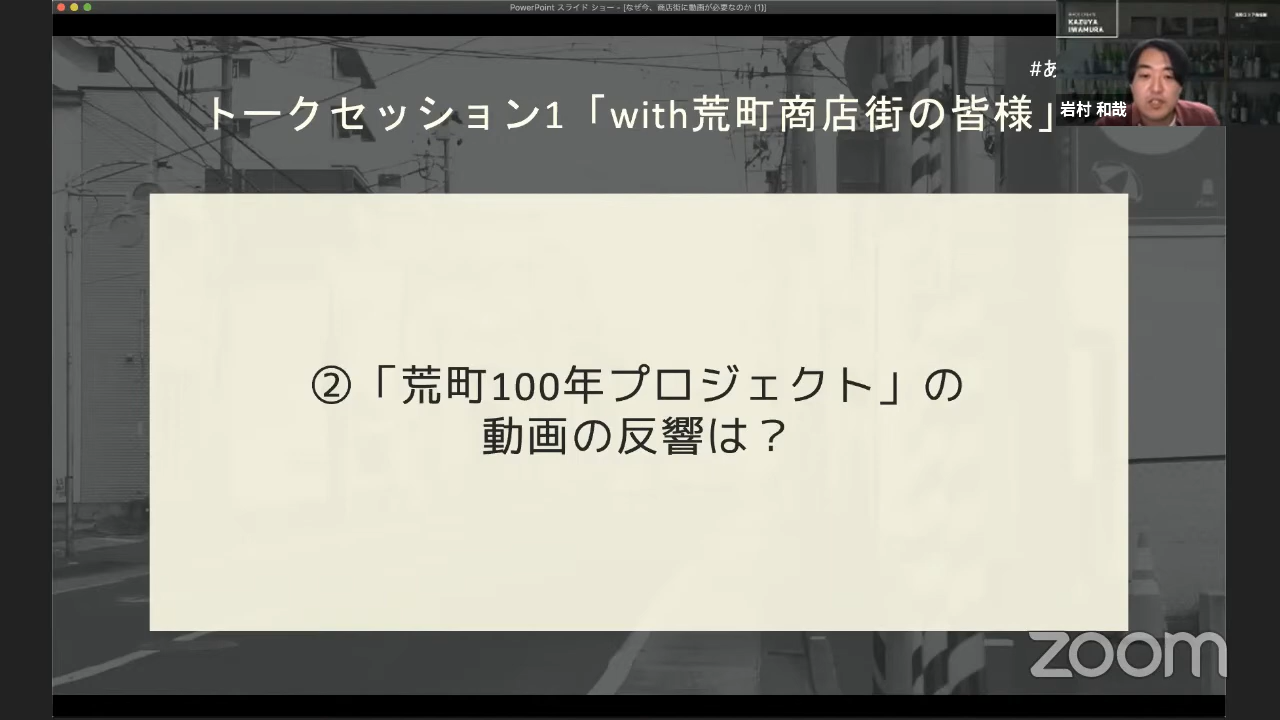 PowerPoint スライド ショー - [なぜ今、商店街に動画が必要なのか (1)]
KAZUYA
IWAMURA
#あ
トークセッション1「with荒町商店街の皆様」
岩村 和哉
②「荒町100年プロジェクト」の
動画の反響は？
zoom